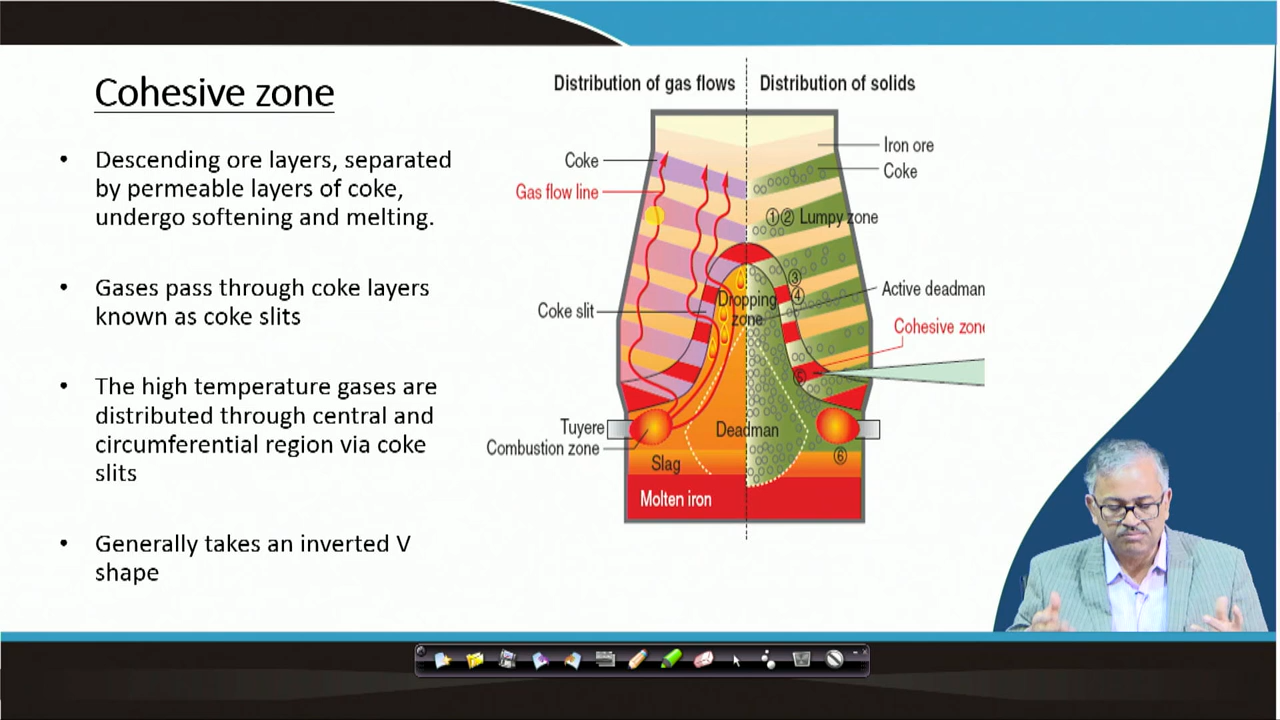 Cohesive zone
• Descending ore layers, separated
by permeable layers of coke,
undergo softening and melting.
• Gases pass through coke layers
known as coke slits
• The high temperature gases are
distributed through central and
circumferential region via coke
slits
• Generally takes an inverted V
shape
Distribution of gas flows
Distribution of solids
Coke
Gas flow line
Coke slit
Tuyere
Combustion zone
Iron ore
Coke
①② Lumpy zone
③
④
Active deadman
Dropping
zone
Cohesive zone
⑤
Deadman
⑥
Slag
Molten iron